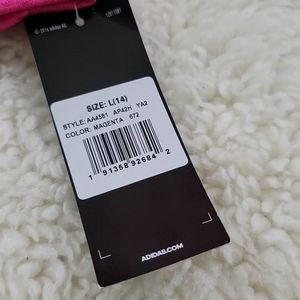 SIZE: L(14)
STYLE: AA4581 AP42H YA2
COLOR: MAGENTA 672
1 91358 92684 2
ADIDAS.COM